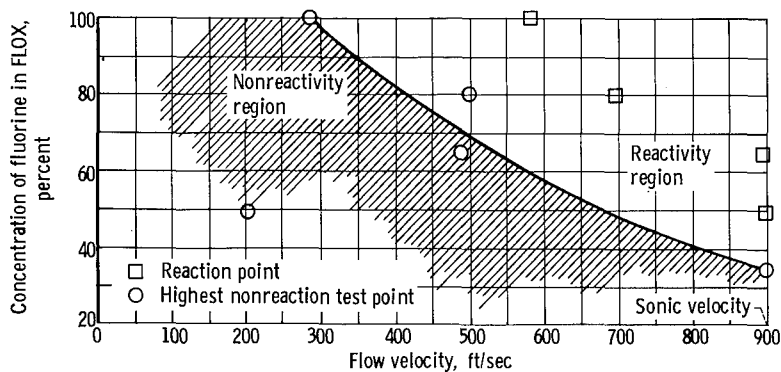 Concentration of fluorine in FLOX,
percent
100
80
60
40
20
Nonreactivity
region
Reactivity
region
Reaction point
Highest nonreaction test point
Sonic velocity
0 100 200 300 400 500 600 700 800 900
Flow velocity, ft/sec